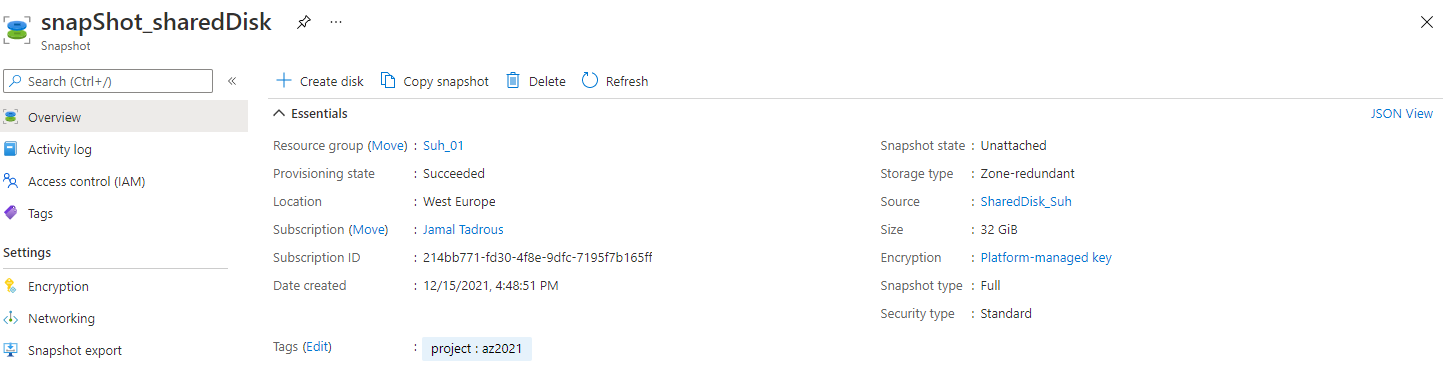 snapShot_sharedDisk ...
Snapshot
Search (Ctrl+/) «
Overview
Activity log
Access control (IAM)
Tags
Settings
Encryption
Networking
Snapshot export
Create disk Copy snapshot Delete Refresh
Essentials JSON View
Resource group (Move) : Suh_01
Provisioning state : Succeeded
Location : West Europe
Subscription (Move) : Jamal Tadrous
Subscription ID : 214bb771-fd30-4f8e-9dfc-7195f7b165ff
Date created : 12/15/2021, 4:48:51 PM
Snapshot state : Unattached
Storage type : Zone-redundant
Source : SharedDisk_Suh
Size : 32 GiB
Encryption : Platform-managed key
Snapshot type : Full
Security type : Standard
Tags (Edit) : project : az2021